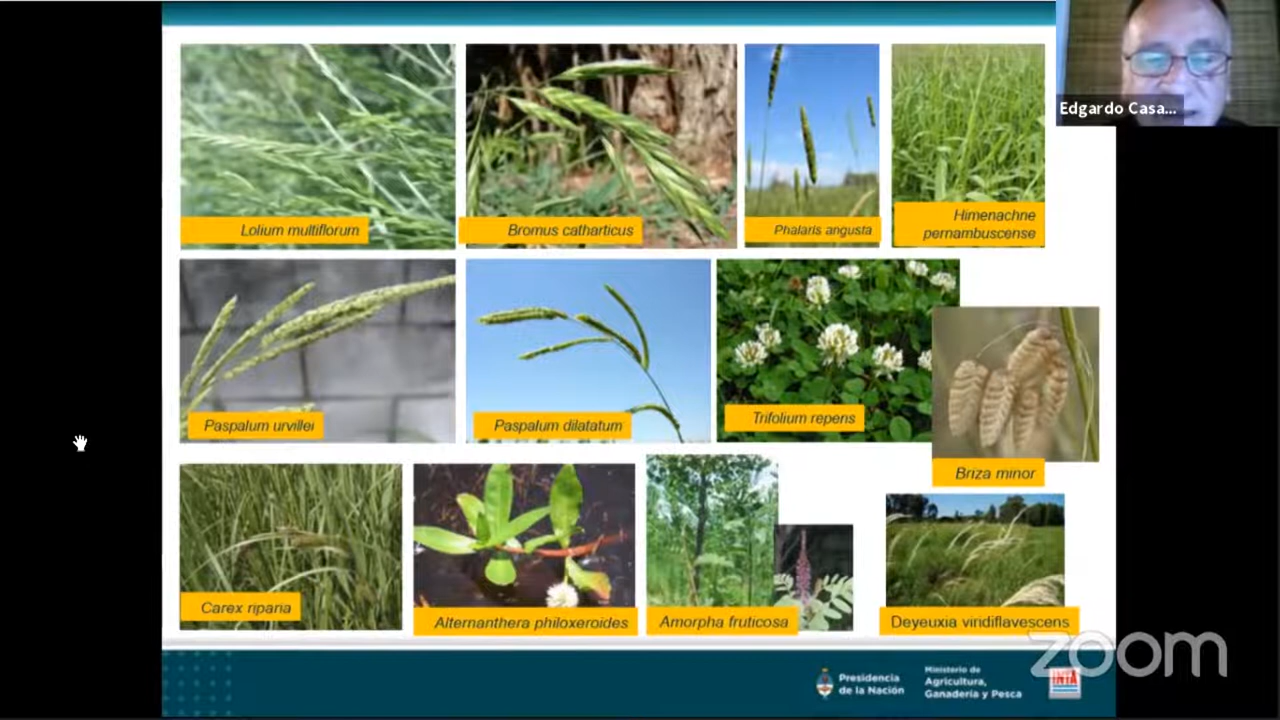 Edgardo Casa...
Lolium multiflorum
Bromus catharticus
Phalaris angusta
Himenachne
pernambuscense
Paspalum urvillei
Paspalum dilatatum
Trifolium repens
Briza minor
Carex riparia
Alternanthera philoxeroides
Amorpha fruticosa
Deyeuxia viridiflavescens
Presidencia
de la Nación
Ministerio de
Agricultura,
Ganadería y Pesca
INTA
zoom